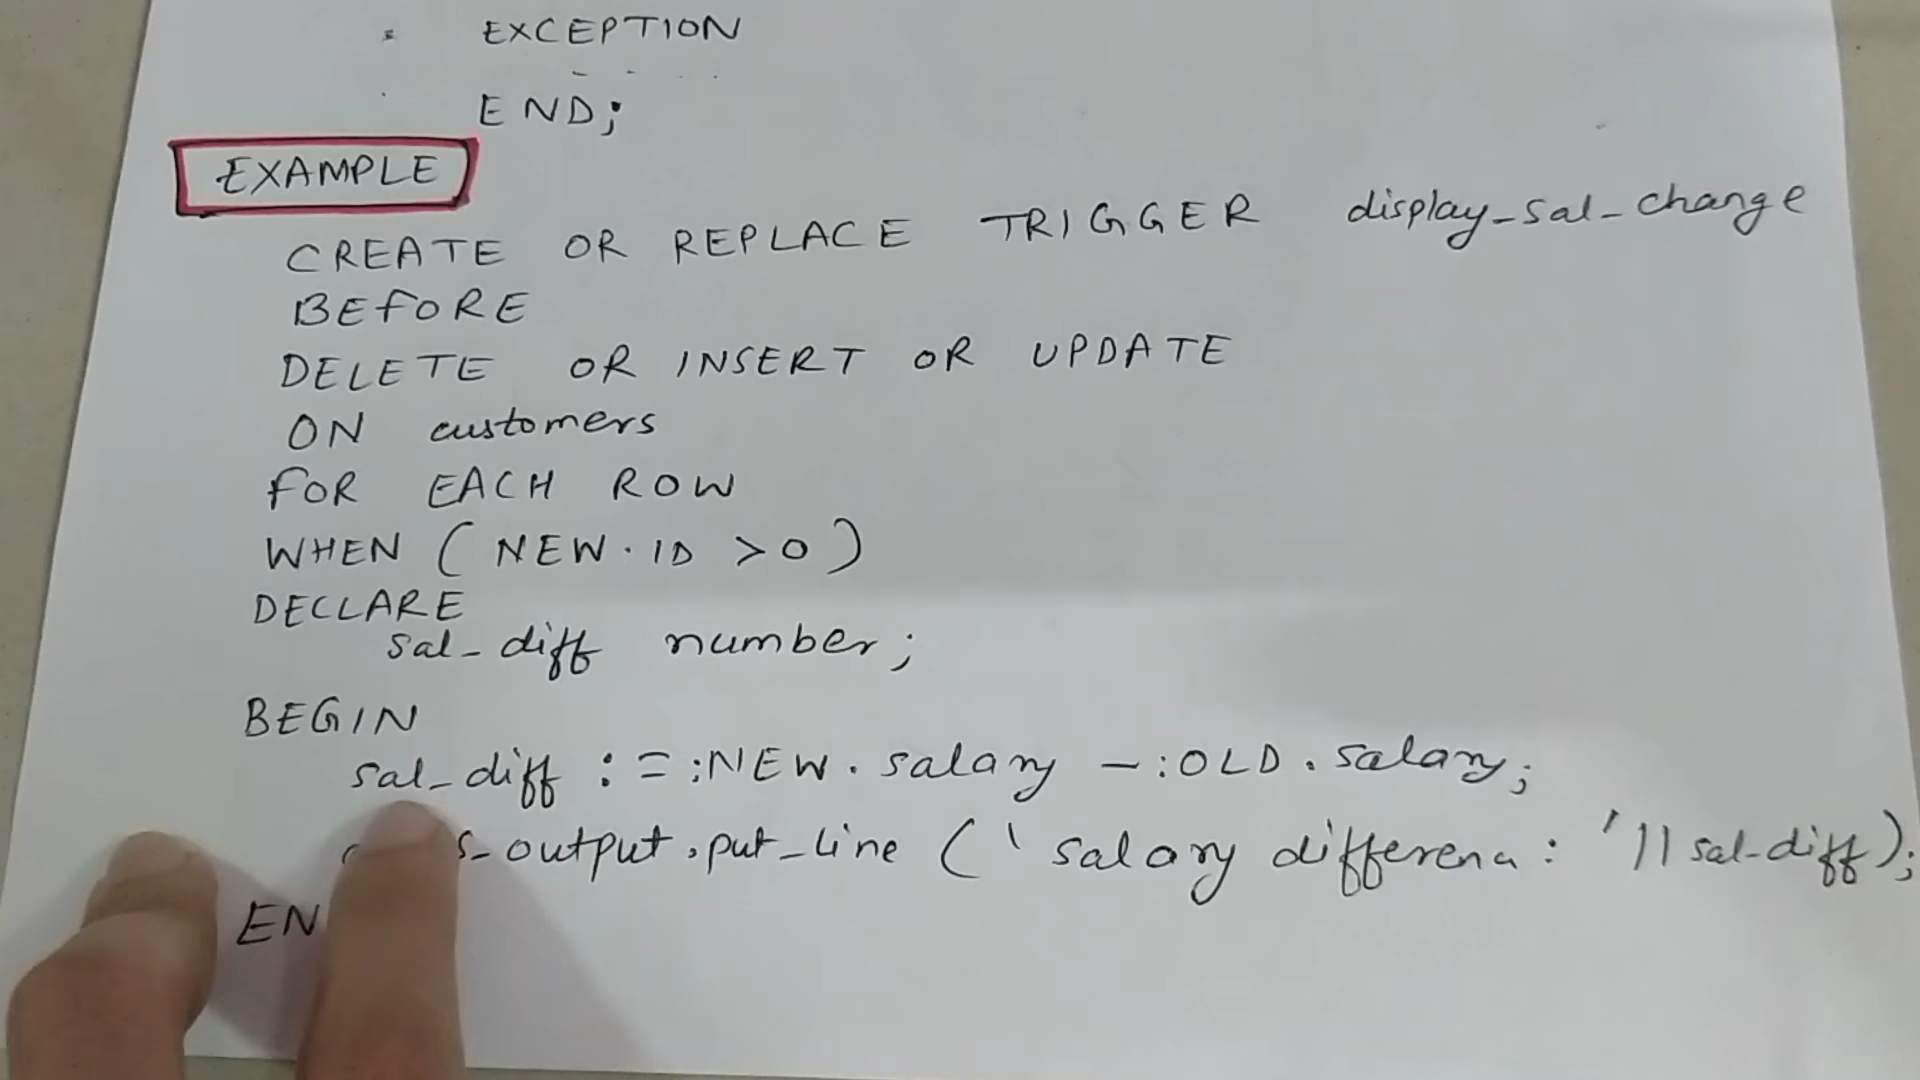 EXCEPTION
END;
EXAMPLE
CREATE OR REPLACE TRIGGER display_sal_change
BEFORE
DELETE OR INSERT OR UPDATE
ON customers
FOR EACH ROW
WHEN (NEW.ID >0)
DECLARE
sal_diff number;
BEGIN
sal_diff :=:NEW.salary -:OLD.salary;
s_output.put_line ('salary difference: '|| sal_diff);
EN